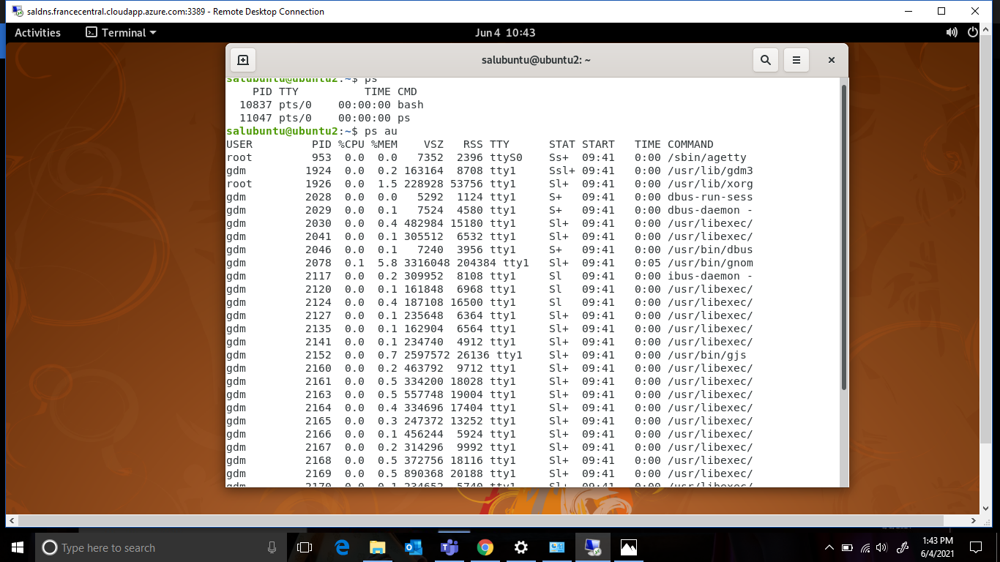 saldns.francecentral.cloudapp.azure.com:3389 - Remote Desktop Connection
Activities Terminal Jun 4 10:43
salubuntu@ubuntu2: ~
salubuntu@ubuntu2:~$ ps
PID TTY TIME CMD
10837 pts/0 00:00:00 bash
11047 pts/0 00:00:00 ps
salubuntu@ubuntu2:~$ ps au
USER PID %CPU %MEM VSZ RSS TTY STAT START TIME COMMAND
root 953 0.0 0.0 7352 2396 ttyS0 Ss+ 09:41 0:00 /sbin/agetty
gdm 1924 0.0 0.2 163164 8708 tty1 Ssl+ 09:41 0:00 /usr/lib/gdm3
root 1926 0.0 1.5 228928 53756 tty1 Sl+ 09:41 0:00 /usr/lib/xorg
gdm 2028 0.0 0.0 5292 1124 tty1 S+ 09:41 0:00 dbus-run-sess
gdm 2029 0.0 0.1 7524 4580 tty1 S+ 09:41 0:00 dbus-daemon -
gdm 2030 0.0 0.4 482984 15180 tty1 Sl+ 09:41 0:00 /usr/libexec/
gdm 2041 0.0 0.1 305512 6532 tty1 Sl+ 09:41 0:00 /usr/libexec/
gdm 2046 0.0 0.1 7240 3956 tty1 S+ 09:41 0:00 /usr/bin/dbus
gdm 2078 0.1 5.8 3316048 204384 tty1 Sl+ 09:41 0:05 /usr/bin/gnom
gdm 2117 0.0 0.2 309952 8108 tty1 Sl 09:41 0:00 ibus-daemon -
gdm 2120 0.0 0.1 161848 6968 tty1 Sl 09:41 0:00 /usr/libexec/
gdm 2124 0.0 0.4 187108 16500 tty1 Sl 09:41 0:00 /usr/libexec/
gdm 2127 0.0 0.1 235648 6364 tty1 Sl+ 09:41 0:00 /usr/libexec/
gdm 2135 0.0 0.1 162904 6564 tty1 Sl+ 09:41 0:00 /usr/libexec/
gdm 2141 0.0 0.1 234740 4912 tty1 Sl+ 09:41 0:00 /usr/libexec/
gdm 2152 0.0 0.7 2597572 26136 tty1 Sl+ 09:41 0:00 /usr/bin/gjs
gdm 2160 0.0 0.2 463792 9712 tty1 Sl+ 09:41 0:00 /usr/libexec/
gdm 2161 0.0 0.5 334200 18028 tty1 Sl+ 09:41 0:00 /usr/libexec/
gdm 2163 0.0 0.5 557748 19004 tty1 Sl+ 09:41 0:00 /usr/libexec/
gdm 2164 0.0 0.4 334696 17404 tty1 Sl+ 09:41 0:00 /usr/libexec/
gdm 2165 0.0 0.3 247372 13252 tty1 Sl+ 09:41 0:00 /usr/libexec/
gdm 2166 0.0 0.1 456244 5924 tty1 Sl+ 09:41 0:00 /usr/libexec/
gdm 2167 0.0 0.2 314296 9992 tty1 Sl+ 09:41 0:00 /usr/libexec/
gdm 2168 0.0 0.5 372756 18116 tty1 Sl+ 09:41 0:00 /usr/libexec/
gdm 2169 0.0 0.5 890368 20188 tty1 Sl+ 09:41 0:00 /usr/libexec/
gdm 2170 0.0 0.1 234652 5740 tty1 Sl+ 09:41 0:00 /usr/libexec/
Type here to search
1:43 PM
6/4/2021